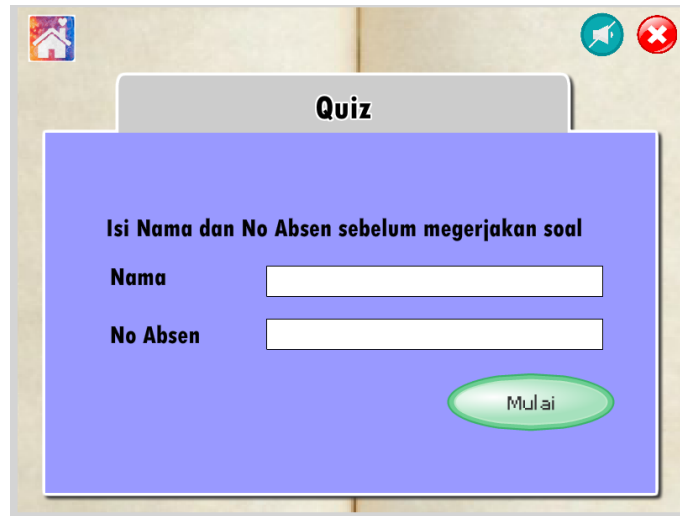 Quiz
Isi Nama dan No Absen sebelum megerjakan soal
Nama
No Absen
Mulai